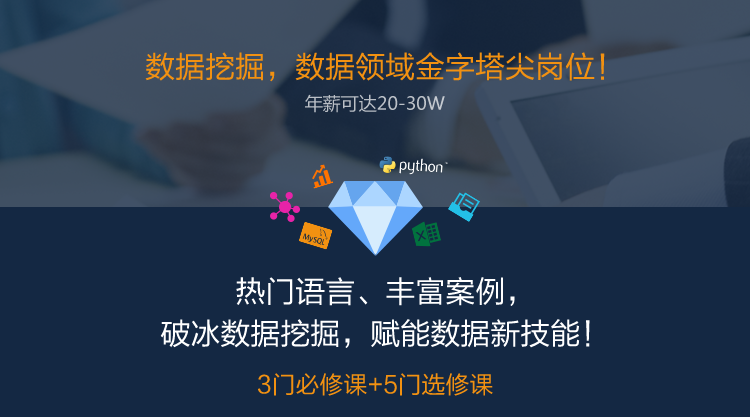 数据挖掘，数据领域金字塔尖岗位！
年薪可达20-30W
python
MySQL
热门语言、丰富案例，
破冰数据挖掘，赋能数据新技能！
3门必修课+5门选修课